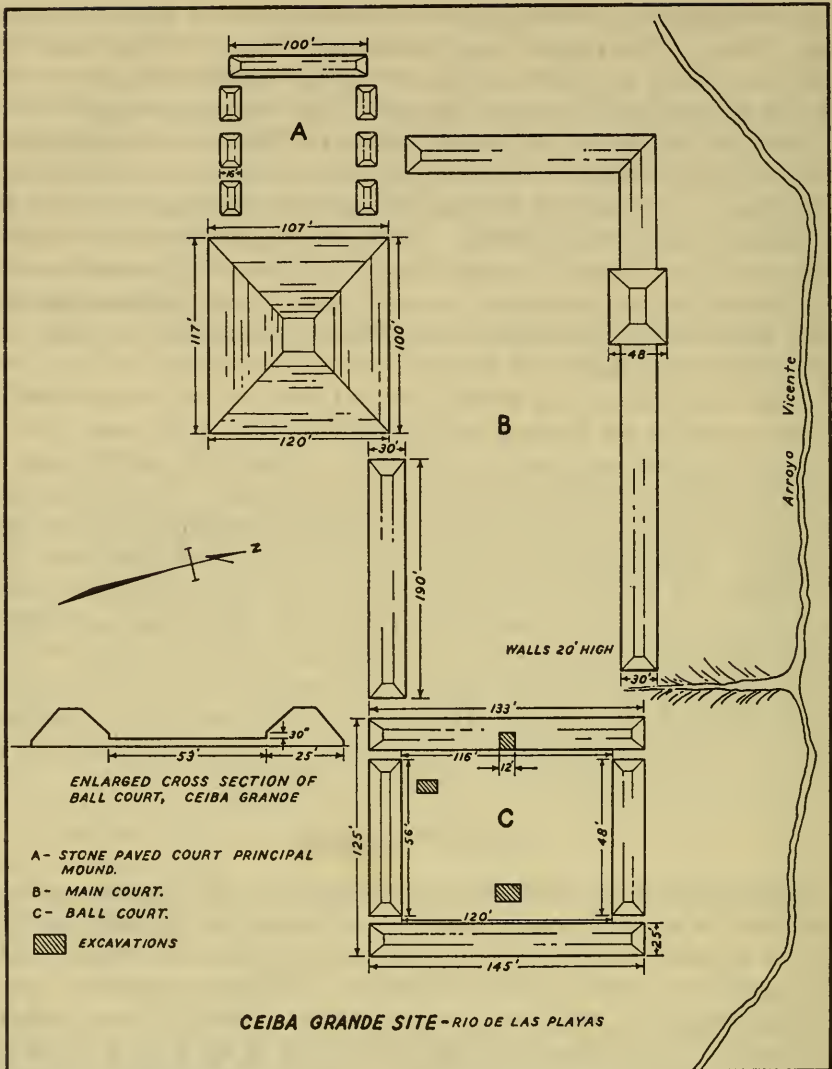 100'
A
16'
107'
117'
100'
120'
30'
48
B
Arroyo Vicente
N
190'
WALLS 20' HIGH
30'
133'
30"
53'
25'
116'
12'
ENLARGED CROSS SECTION OF
BALL COURT, CEIBA GRANDE
125'
56'
C
48'
A- STONE PAVED COURT PRINCIPAL
MOUND.
B- MAIN COURT.
C- BALL COURT.
EXCAVATIONS
120'
25'
145'
CEIBA GRANDE SITE - RIO DE LAS PLAYAS